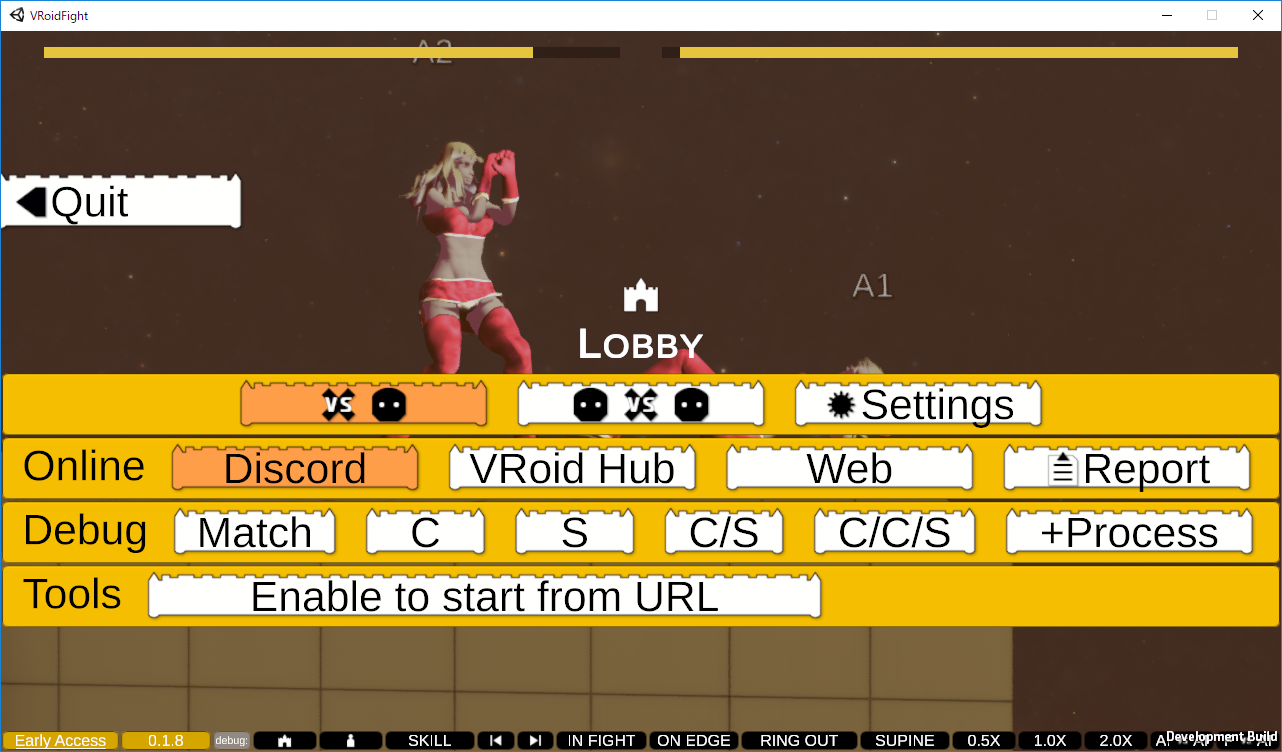 VRoidFight
A2
Quit
A1
LOBBY
VS
VS
Settings
Online
Discord
VRoid Hub
Web
Report
Debug
Match
C
S
C/S
C/C/S
+Process
Tools
Enable to start from URL
Early Access
0.1.8
debug:
SKILL
IN FIGHT
ON EDGE
RING OUT
SUPINE
0.5X
1.0X
2.0X
Development Build